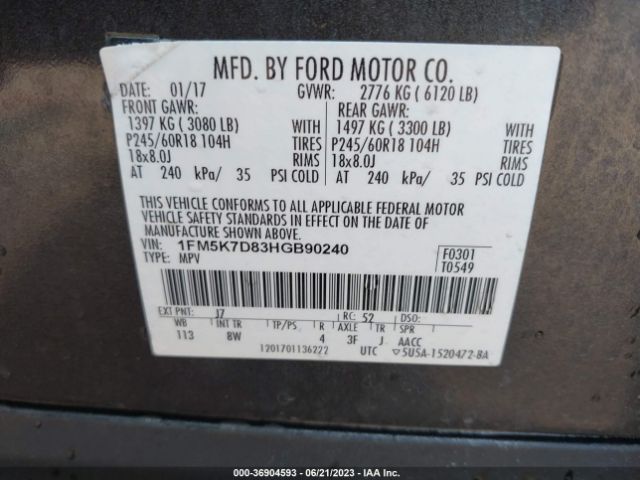 MFD. BY FORD MOTOR CO.
DATE: 01/17 GVWR: 2776 KG ( 6120 LB)
FRONT GAWR: REAR GAWR:
1397 KG ( 3080 LB) WITH 1497 KG ( 3300 LB) WITH
P245/60R18 104H TIRES P245/60R18 104H TIRES
18x8.0J RIMS 18x8.0J RIMS
AT 240 kPa/ 35 PSI COLD AT 240 kPa/ 35 PSI COLD
THIS VEHICLE CONFORMS TO ALL APPLICABLE FEDERAL MOTOR
VEHICLE SAFETY STANDARDS IN EFFECT ON THE DATE OF
MANUFACTURE SHOWN ABOVE.
VIN: 1FM5K7D83HGB90240 F0301
TYPE: MPV T0549
EXT PNT: J7 RC: 52 DSO:
WB INT TR TP/PS R AXLE TR SPR
113 8W 4 3F J AACC
1201701136222 UTC ▽5U5A-1520472-BA
000-36904593 - 06/21/2023 - IAA Inc.